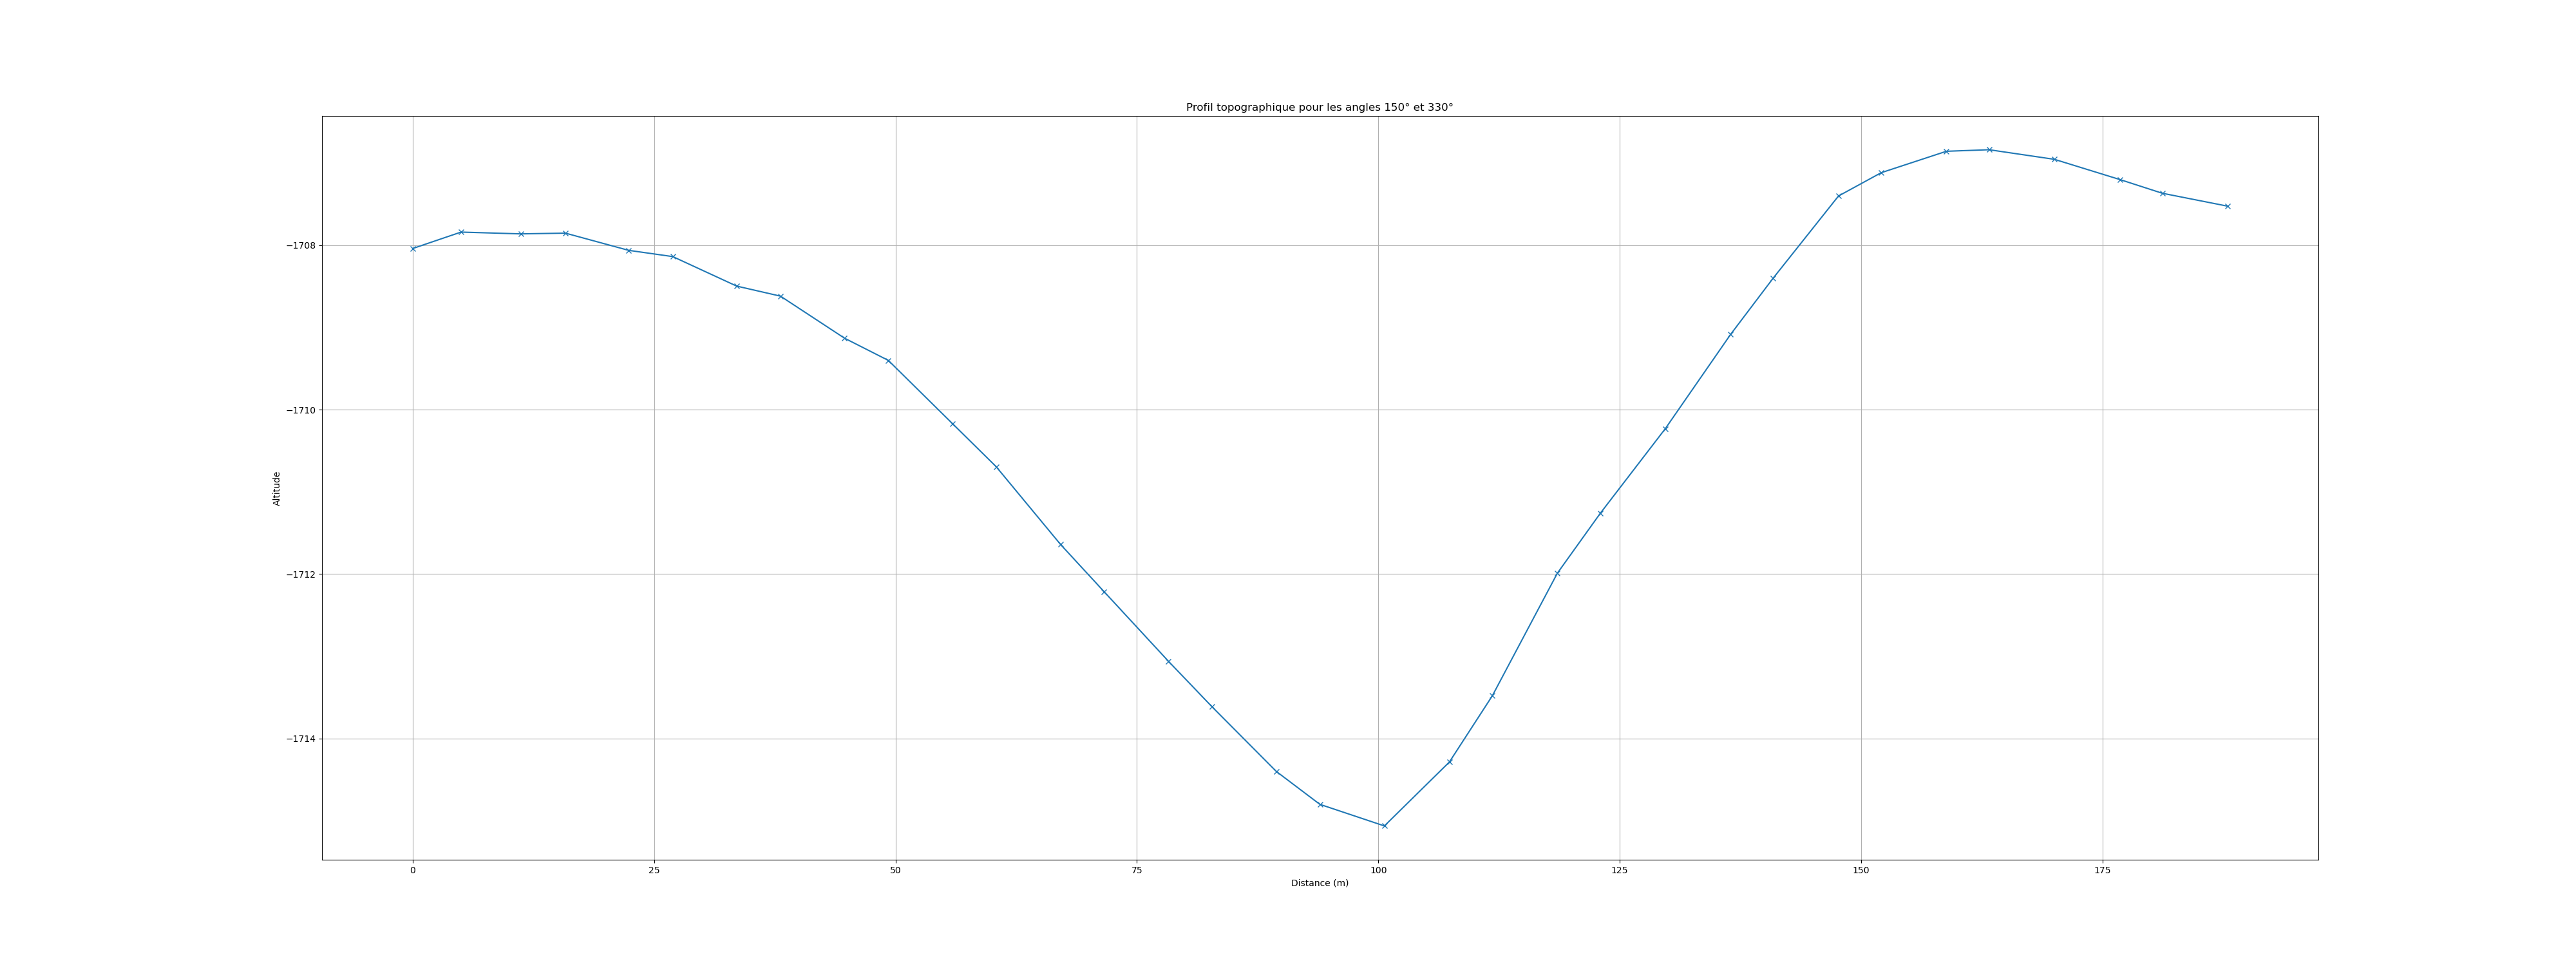 Profil topographique pour les angles 150° et 330°
Altitude
−1708
−1710
−1712
−1714
0 25 50 75 100 125 150 175
Distance (m)